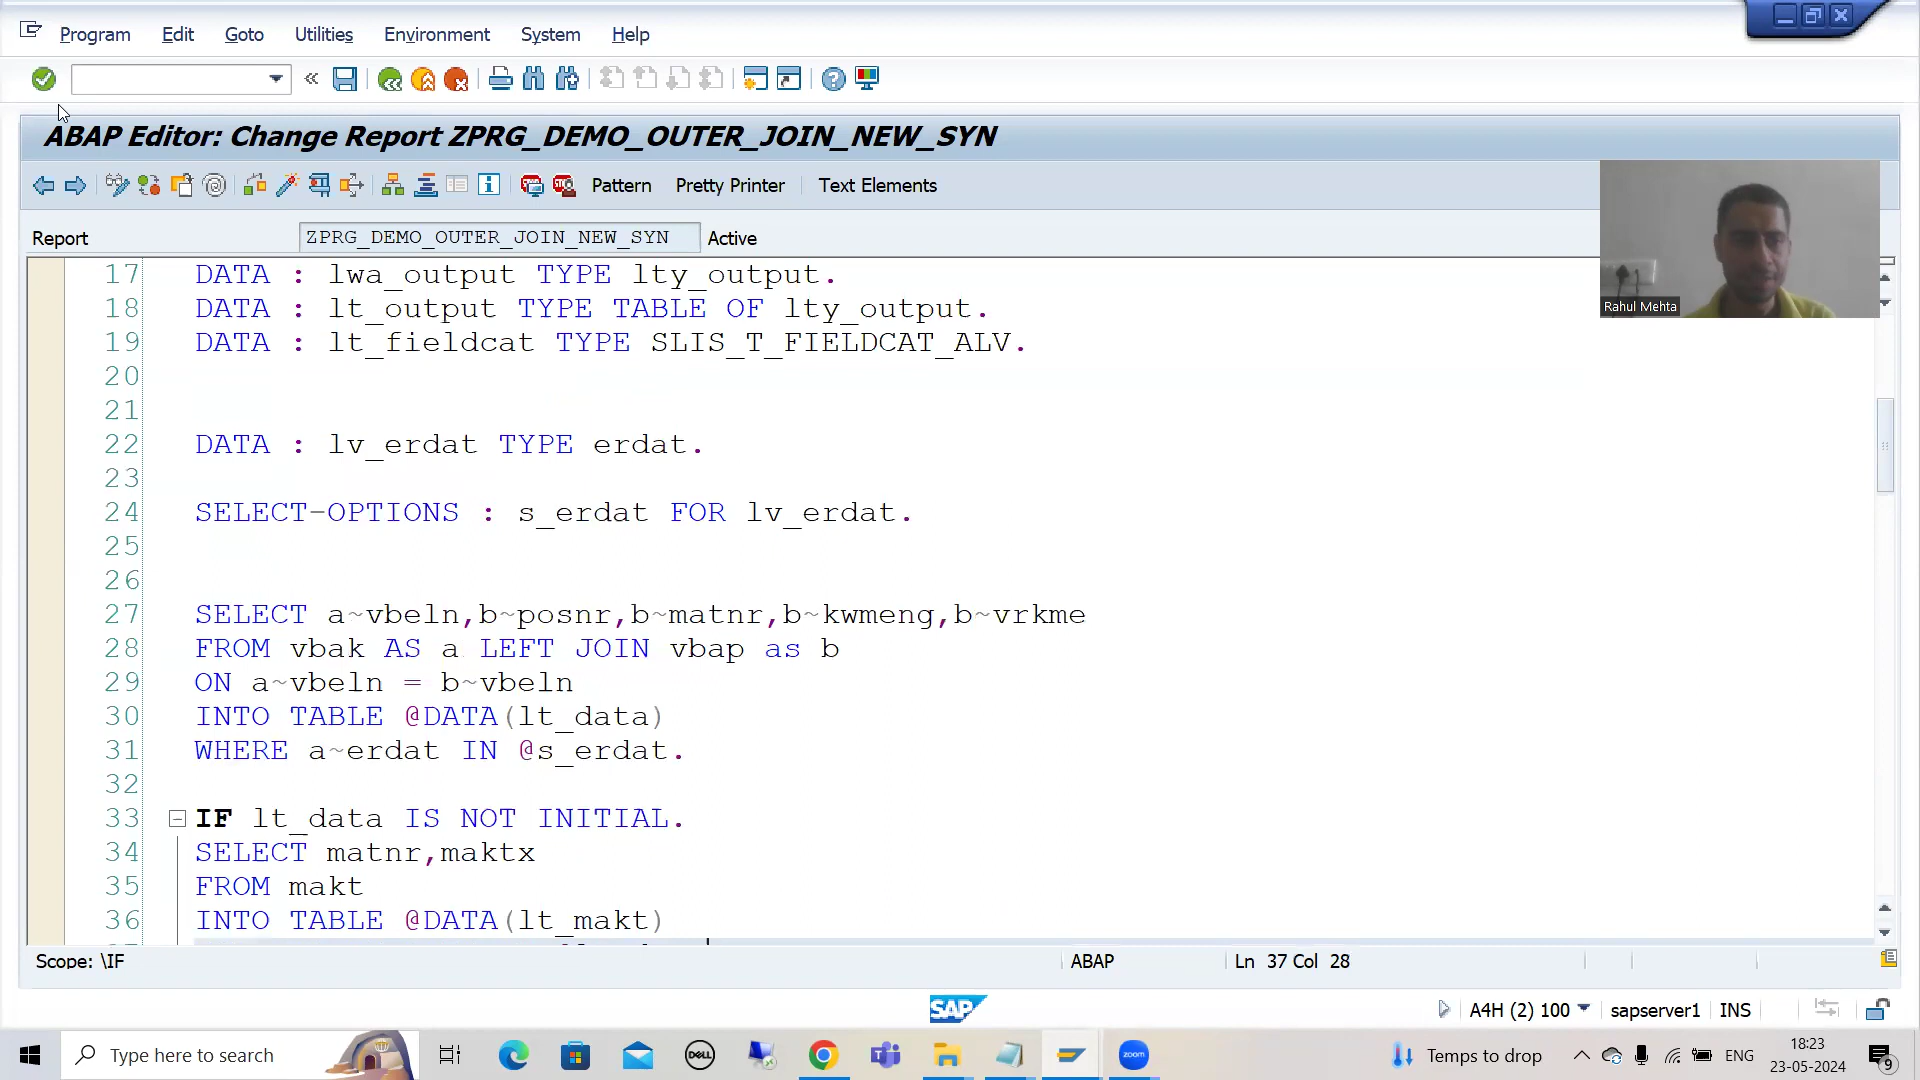 Program Edit Goto Utilities Environment System Help
ABAP Editor: Change Report ZPRG_DEMO_OUTER_JOIN_NEW_SYN
Pattern Pretty Printer Text Elements
Report ZPRG_DEMO_OUTER_JOIN_NEW_SYN Active
Rahul Mehta
17 DATA : lwa_output TYPE lty_output.
18 DATA : lt_output TYPE TABLE OF lty_output.
19 DATA : lt_fieldcat TYPE SLIS_T_FIELDCAT_ALV.
20
21
22 DATA : lv_erdat TYPE erdat.
23
24 SELECT-OPTIONS : s_erdat FOR lv_erdat.
25
26
27 SELECT a~vbeln,b~posnr,b~matnr,b~kwmeng,b~vrkme
28 FROM vbak AS a LEFT JOIN vbap as b
29 ON a~vbeln = b~vbeln
30 INTO TABLE @DATA(lt_data)
31 WHERE a~erdat IN @s_erdat.
32
33 IF lt_data IS NOT INITIAL.
34 SELECT matnr,maktx
35 FROM makt
36 INTO TABLE @DATA(lt_makt)
Scope: \IF ABAP Ln 37 Col 28
SAP
A4H (2) 100 sapserver1 INS
Type here to search DELL zoom Temps to drop ENG 18:23
23-05-2024 9